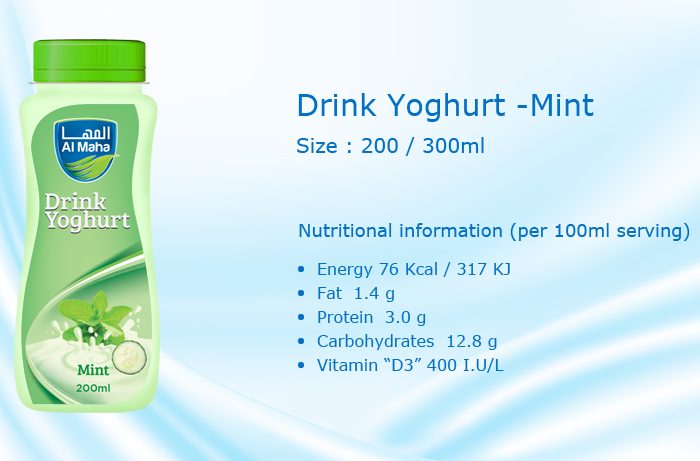 المها
Al Maha
Drink
Yoghurt
Mint
200ml
Drink Yoghurt -Mint
Size : 200 / 300ml
Nutritional information (per 100ml serving)
• Energy 76 Kcal / 317 KJ
• Fat 1.4 g
• Protein 3.0 g
• Carbohydrates 12.8 g
• Vitamin “D3” 400 I.U/L